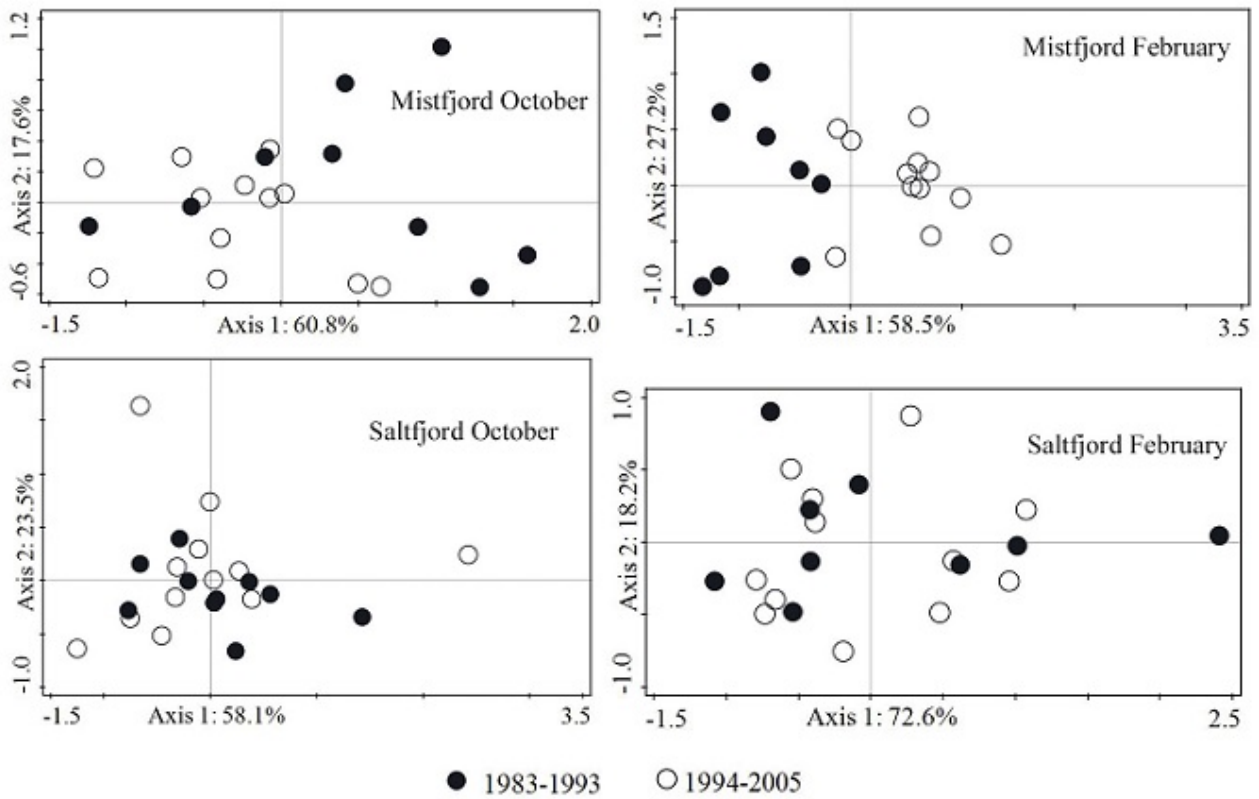 1.2
Axis 2: 17.6%
-0.6
Mistfjord October
-1.5
Axis 1: 60.8%
2.0
1.5
Axis 2: 27.2%
-1.0
Mistfjord February
-1.5
Axis 1: 58.5%
3.5
2.0
Axis 2: 23.5%
-1.0
Saltfjord October
-1.5
Axis 1: 58.1%
3.5
1.0
Axis 2: 18.2%
-1.0
Saltfjord February
-1.5
Axis 1: 72.6%
2.5
1983-1993
1994-2005